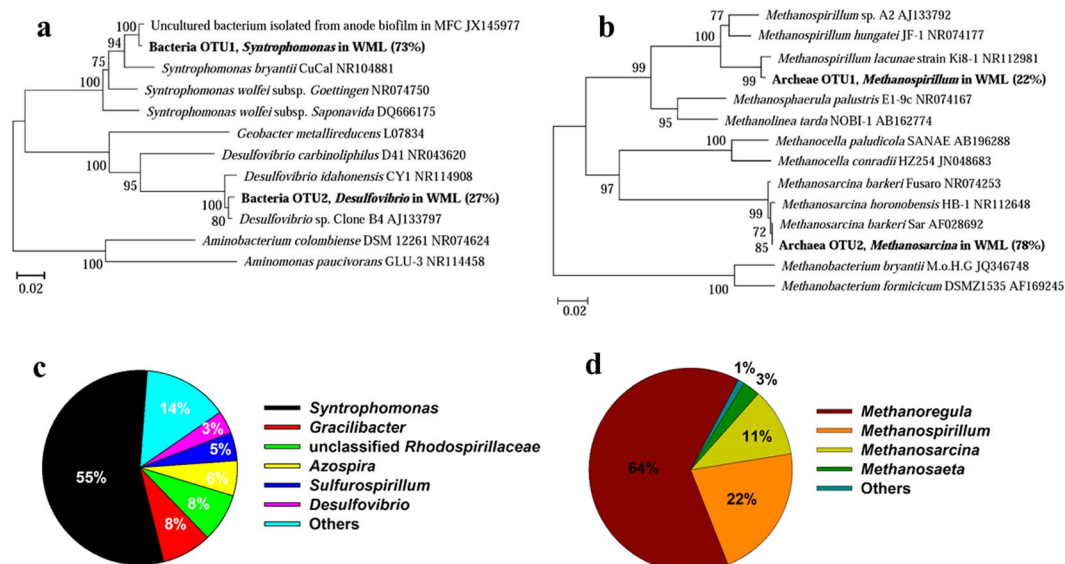 a
100
Uncultured bacterium isolated from anode biofilm in MFC JX145977
94
Bacteria OTU1, Syntrophomonas in WML (73%)
75
Syntrophomonas bryantii CuCal NR104881
100
Syntrophomonas wolfei subsp. Goettingen NR074750
Syntrophomonas wolfei subsp. Saponavida DQ666175
Geobacter metallireducens L07834
100
Desulfovibrio carbinoliphilus D41 NR043620
95
Desulfovibrio idahonensis CY1 NR114908
100
Bacteria OTU2, Desulfovibrio in WML (27%)
80
Desulfovibrio sp. Clone B4 AJ133797
Aminobacterium colombiense DSM 12261 NR074624
100
Aminomonas paucivorans GLU-3 NR114458
0.02
b
77
Methanospirillum sp. A2 AJ133792
100
Methanospirillum hungatei JF-1 NR074177
99
Methanospirillum lacunae strain Ki8-1 NR112981
99
Archeae OTU1, Methanospirillum in WML (22%)
Methanosphaerula palustris E1-9c NR074167
95
Methanolinea tarda NOBI-1 AB162774
100
Methanocella paludicola SANAE AB196288
Methanocella conradii HZ254 JN048683
97
Methanosarcina barkeri Fusaro NR074253
99
Methanosarcina horonobensis HB-1 NR112648
72
Methanosarcina barkeri Sar AF028692
85
Archaea OTU2, Methanosarcina in WML (78%)
Methanobacterium bryantii M.o.H.G JQ346748
100
Methanobacterium formicicum DSMZ1535 AF169245
0.02
c
14%
3%
5%
6%
8%
8%
55%
Syntrophomonas
Gracilibacter
unclassified Rhodospirillaceae
Azospira
Sulfurospirillum
Desulfovibrio
Others
d
1%
3%
11%
22%
64%
Methanoregula
Methanospirillum
Methanosarcina
Methanosaeta
Others